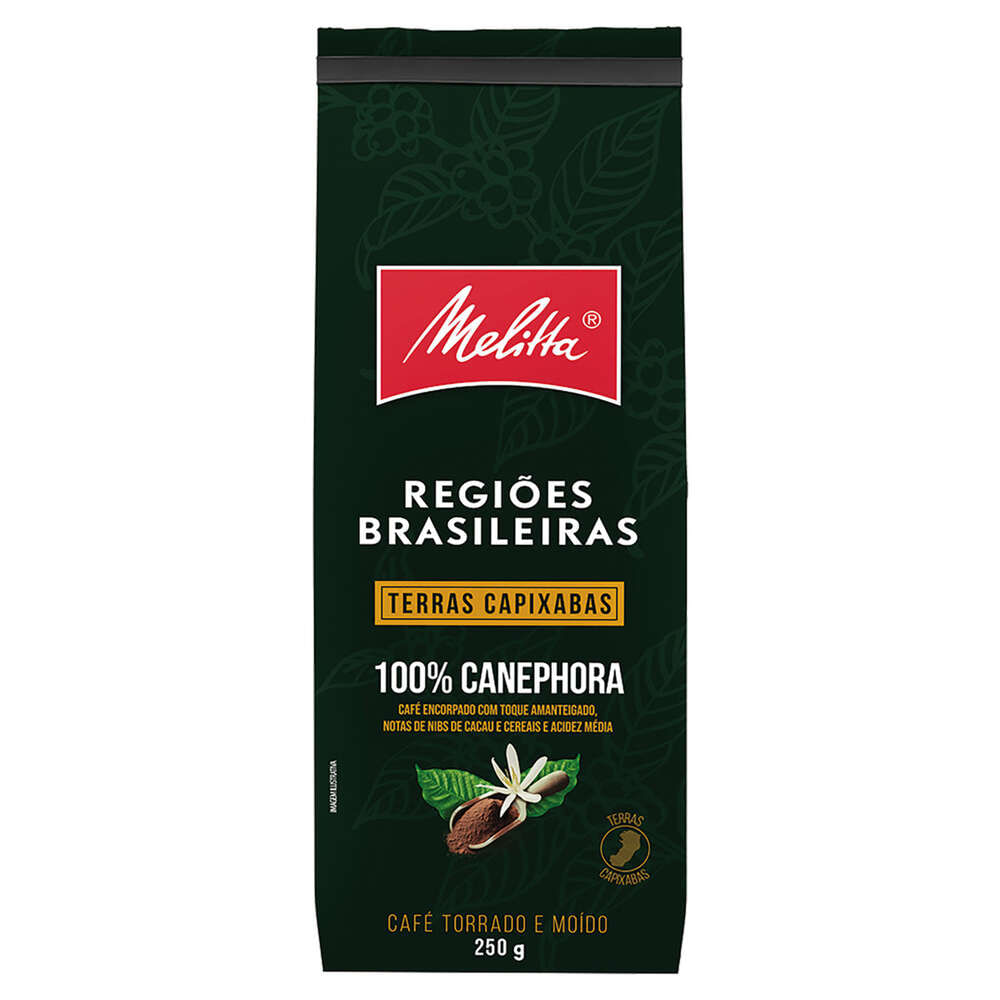 Melitta®
REGIÕES
BRASILEIRAS
TERRAS CAPIXABAS
100% CANEPHORA
CAFÉ ENCORPADO COM TOQUE AMANTEIGADO,
NOTAS DE NIBS DE CACAU E CEREAIS E ACIDEZ MÉDIA
IMAGEM ILUSTRATIVA
TERRAS
CAPIXABAS
CAFÉ TORRADO E MOÍDO
250 g